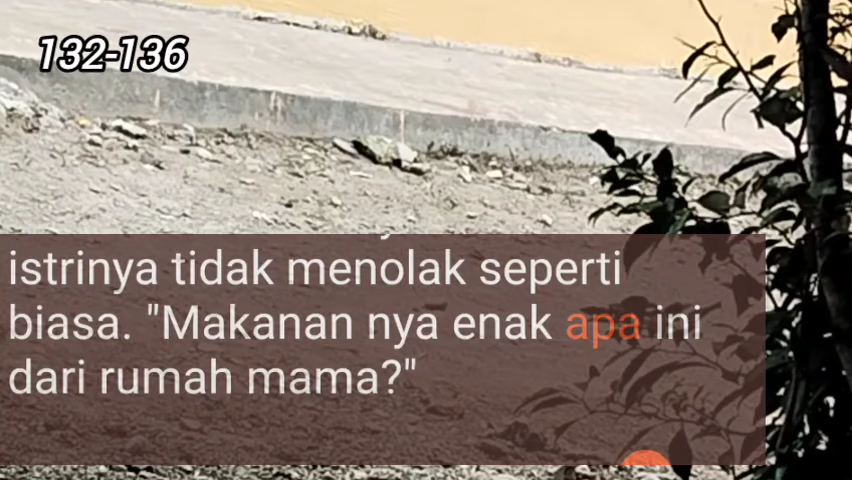 132-136
istrinya tidak menolak seperti
biasa. "Makanan nya enak apa ini
dari rumah mama?"